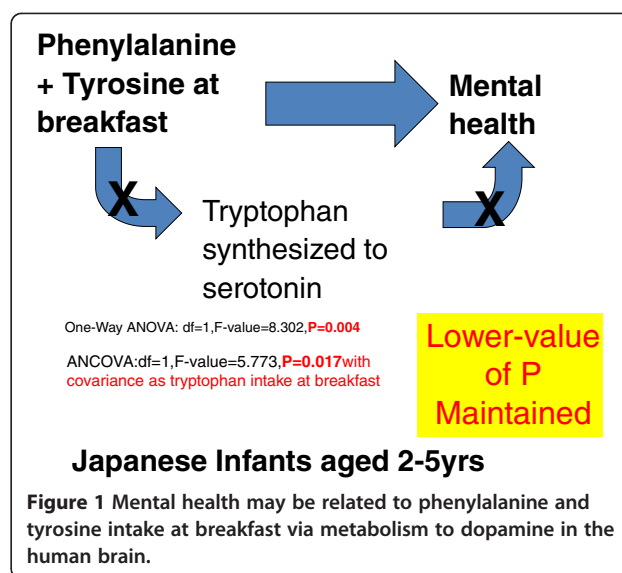 Phenylalanine
+ Tyrosine at
breakfast
Mental
health
X
X
Tryptophan
synthesized to
serotonin
One-Way ANOVA: df=1,F-value=8.302,P=0.004
ANCOVA:df=1,F-value=5.773,P=0.017with
covariance as tryptophan intake at breakfast
Lower-value
of P
Maintained
Japanese Infants aged 2-5yrs
Figure 1 Mental health may be related to phenylalanine and
tyrosine intake at breakfast via metabolism to dopamine in the
human brain.